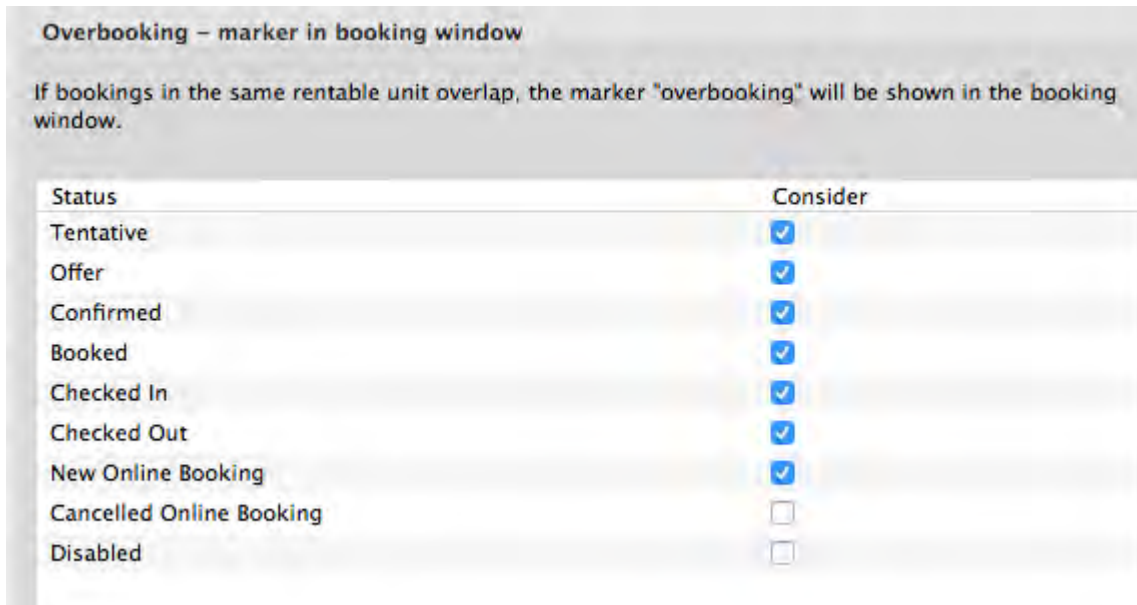 Overbooking – marker in booking window
If bookings in the same rentable unit overlap, the marker "overbooking" will be shown in the booking
window.
Status Consider
Tentative
Offer
Confirmed
Booked
Checked In
Checked Out
New Online Booking
Cancelled Online Booking
Disabled